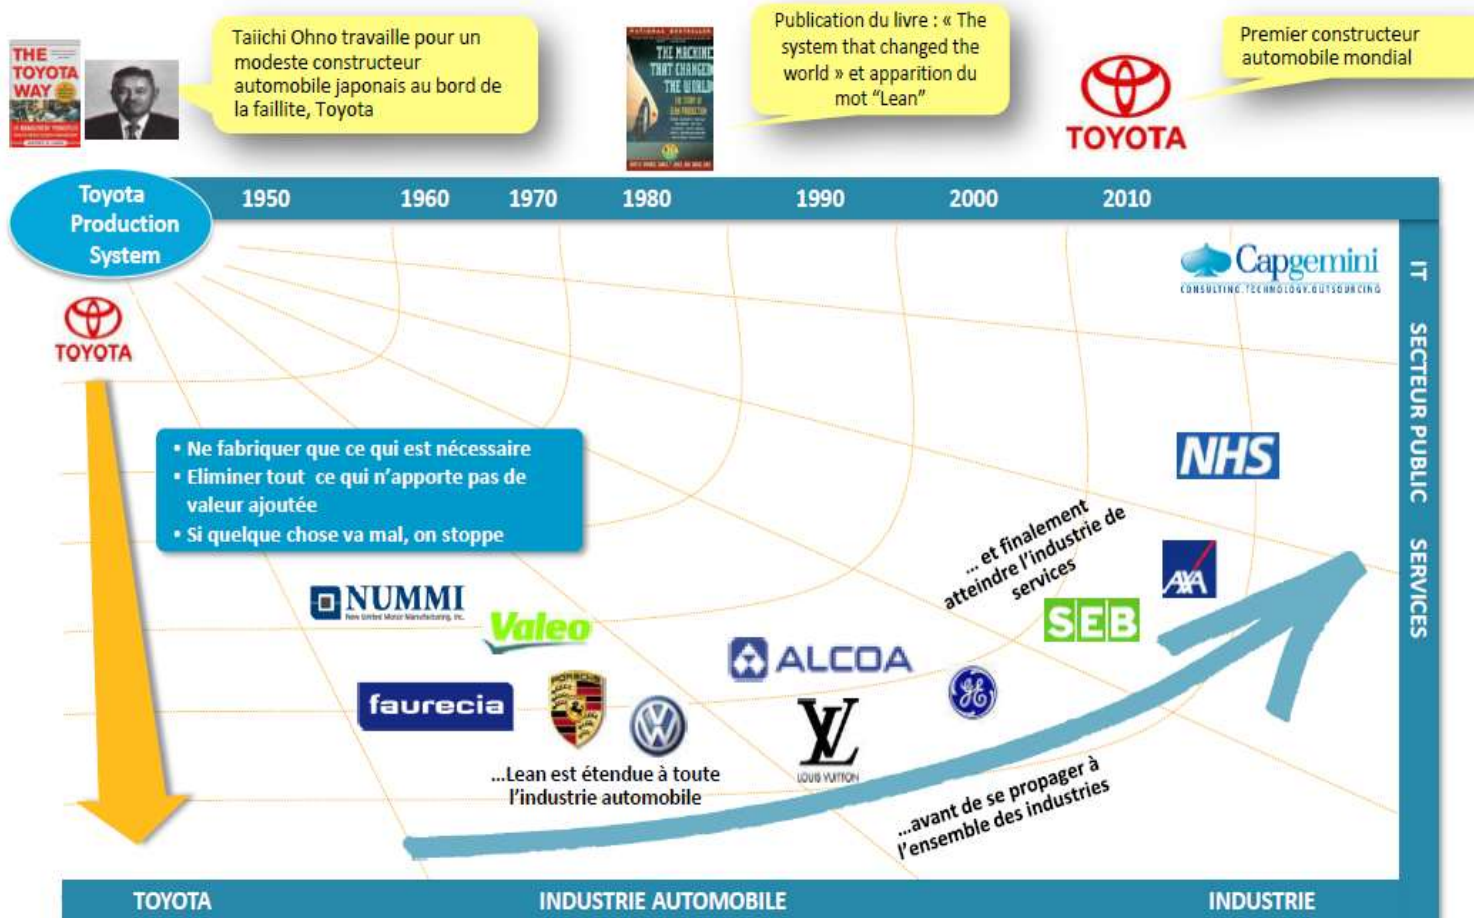 THE
TOYOTA
WAY
Taiichi Ohno travaille pour un
modeste constructeur
automobile japonais au bord de
la faillite, Toyota
NATIONAL BESTSELLER
THE MACHINE
THAT CHANGED
THE WORLD
Publication du livre : « The
system that changed the
world » et apparition du
mot “Lean”
TOYOTA
Premier constructeur
automobile mondial
Toyota
Production
System
1950 1960 1970 1980 1990 2000 2010
Capgemini
CONSULTING.TECHNOLOGY.OUTSOURCING
IT
SECTEUR PUBLIC
SERVICES
TOYOTA
• Ne fabriquer que ce qui est nécessaire
• Eliminer tout ce qui n’apporte pas de
valeur ajoutée
• Si quelque chose va mal, on stoppe
NHS
... et finalement
atteindre l’industrie de
services
AXA
NUMMI
New United Motor Manufacturing, Inc.
Valeo
SEB
ALCOA
faurecia
PORSCHE
VW
GE
LV
LOUIS VUITTON
...Lean est étendue à toute
l’industrie automobile
...avant de se propager à
l’ensemble des industries
TOYOTA
INDUSTRIE AUTOMOBILE
INDUSTRIE